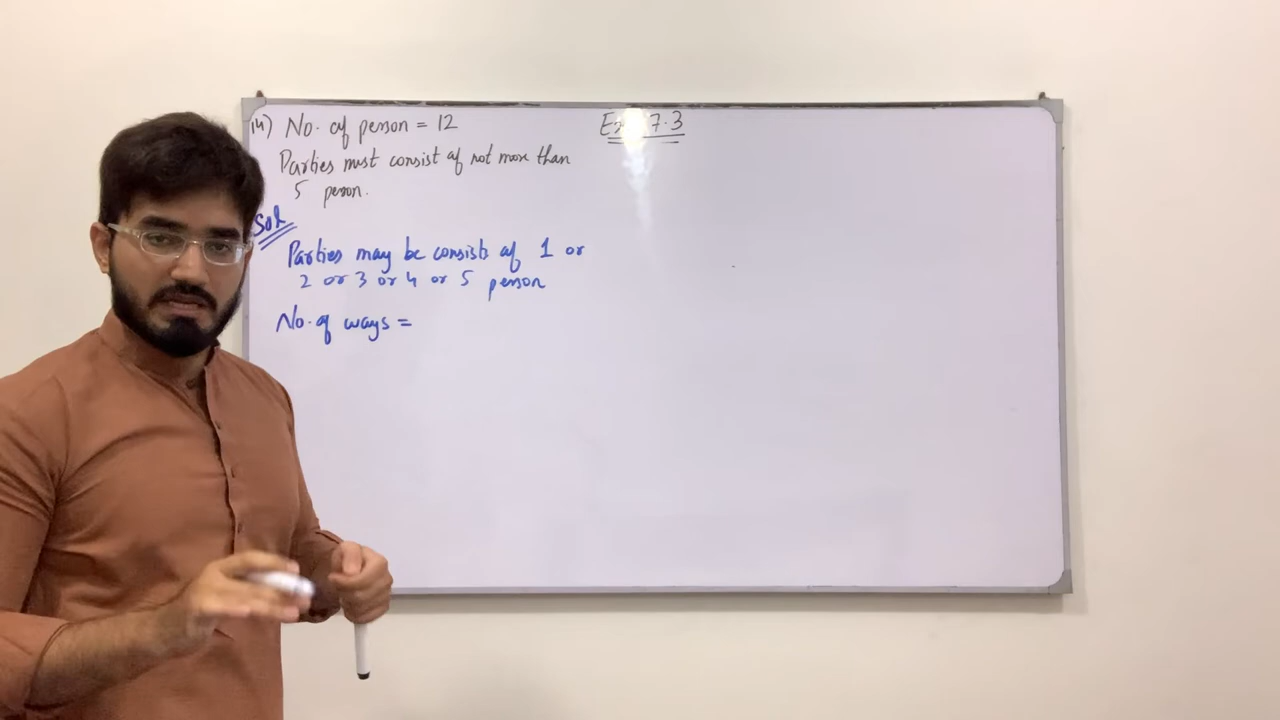 14) No. of person = 12
Ex 7.3
Parties must consist of not more than
5 person.
Sol
Parties may be consists of 1 or
2 or 3 or 4 or 5 person
No. of ways =